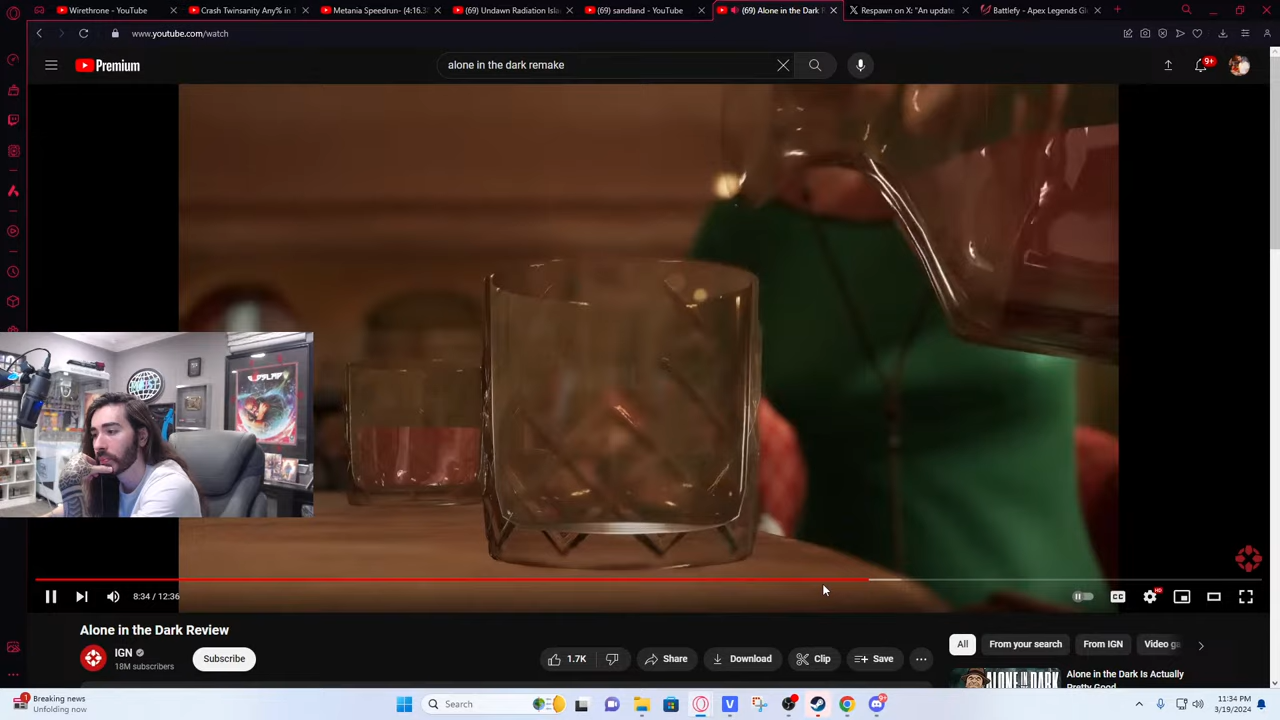 Wirethrone - YouTube
Crash Twinsanity Any% in 1
Metania Speedrun- (4:16.3
(69) Undawn Radiation Isla
(69) sandland - YouTube
(69) Alone in the Dark R
Respawn on X: "An update
Battlefy - Apex Legends Gl
www.youtube.com/watch
Premium
alone in the dark remake
9+
8:34 / 12:36
CC
HD
Alone in the Dark Review
IGN
18M subscribers
Subscribe
1.7K
Share
Download
Clip
Save
All
From your search
From IGN
Video ga
Alone in the Dark Is Actually
Pretty Good
Breaking news
Unfolding now
Search
11:34 PM
3/19/2024